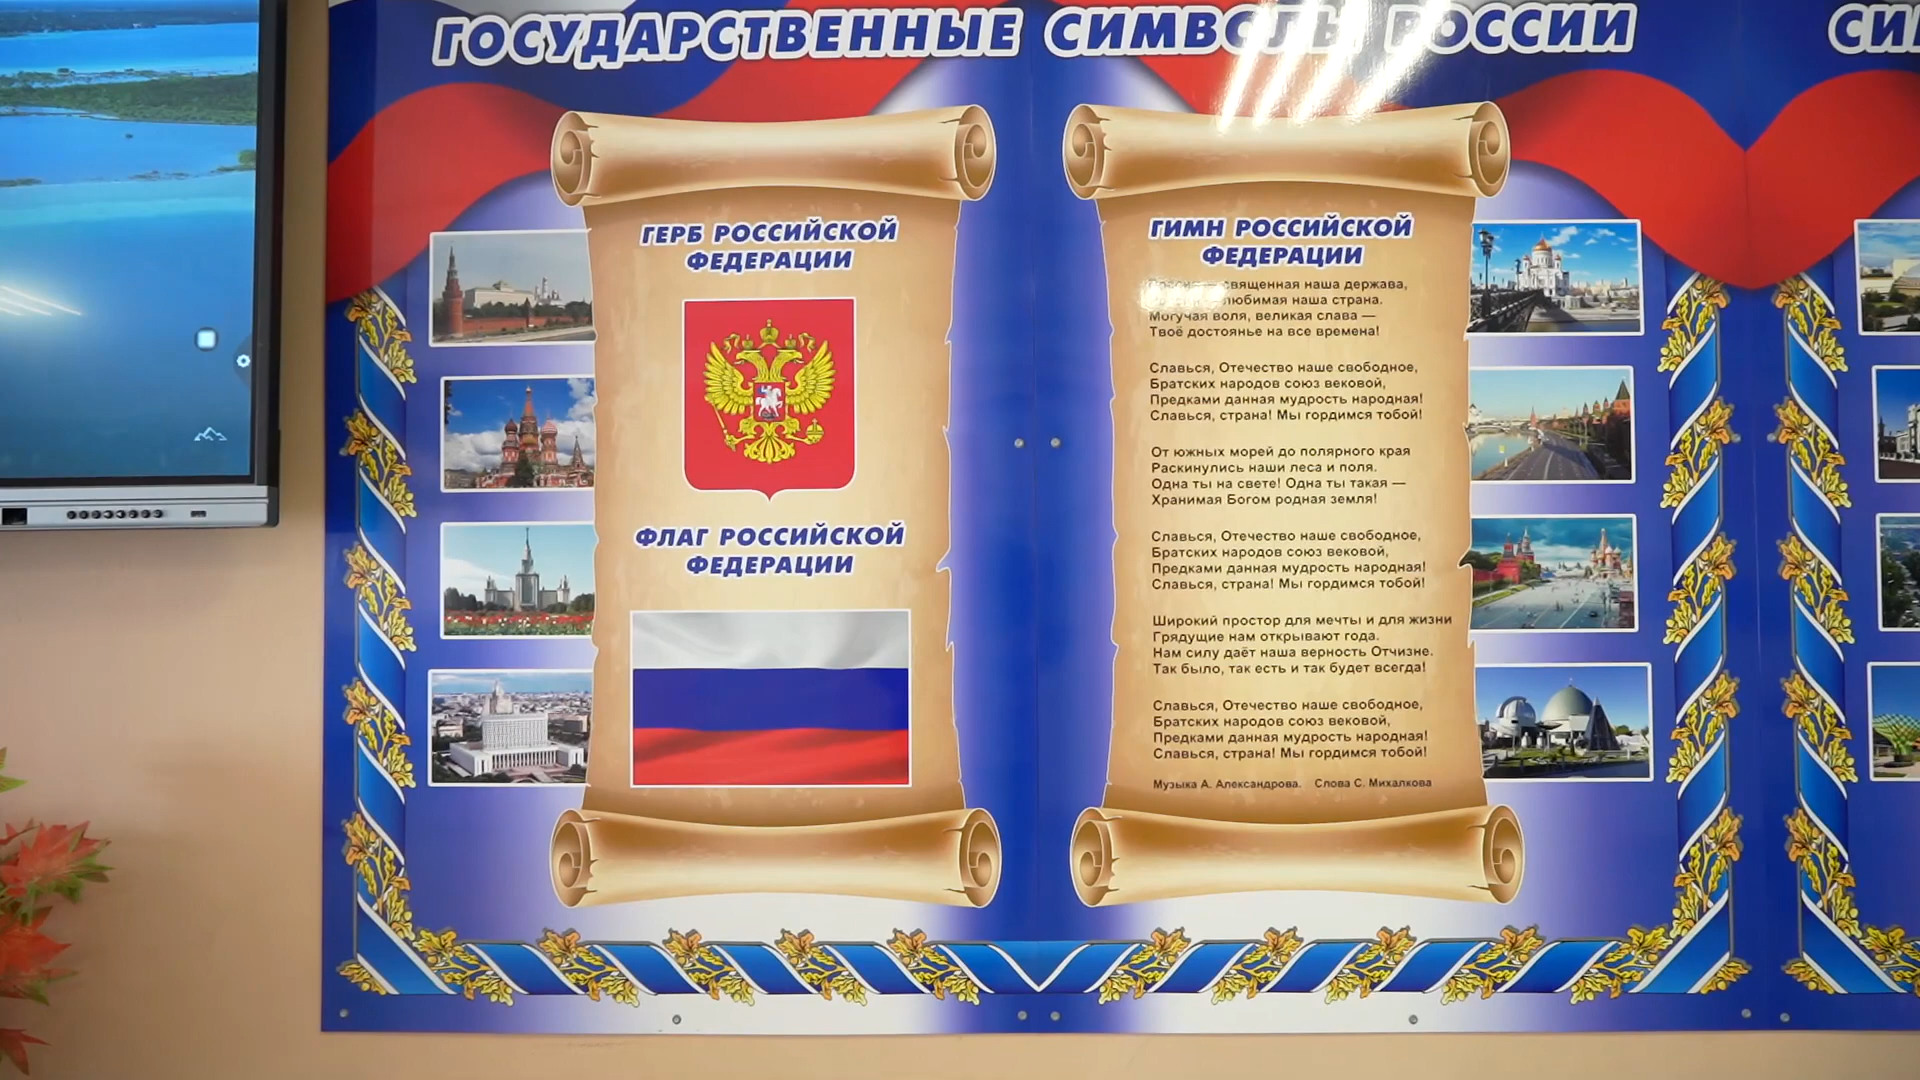 ГОСУДАРСТВЕННЫЕ СИМВОЛЫ РОССИИ
ГЕРБ РОССИЙСКОЙ
ФЕДЕРАЦИИ
ФЛАГ РОССИЙСКОЙ
ФЕДЕРАЦИИ
ГИМН РОССИЙСКОЙ
ФЕДЕРАЦИИ
священная наша держава,
любимая наша страна.
Могучая воля, великая слава —
Твоё достоянье на все времена!
Славься, Отечество наше свободное,
Братских народов союз вековой,
Предками данная мудрость народная!
Славься, страна! Мы гордимся тобой!
От южных морей до полярного края
Раскинулись наши леса и поля.
Одна ты на свете! Одна ты такая —
Хранимая Богом родная земля!
Славься, Отечество наше свободное,
Братских народов союз вековой,
Предками данная мудрость народная!
Славься, страна! Мы гордимся тобой!
Широкий простор для мечты и для жизни
Грядущие нам открывают года.
Нам силу даёт наша верность Отчизне.
Так было, так есть и так будет всегда!
Славься, Отечество наше свободное,
Братских народов союз вековой,
Предками данная мудрость народная!
Славься, страна! Мы гордимся тобой!
Музыка А. Александрова. Слова С. Михалкова